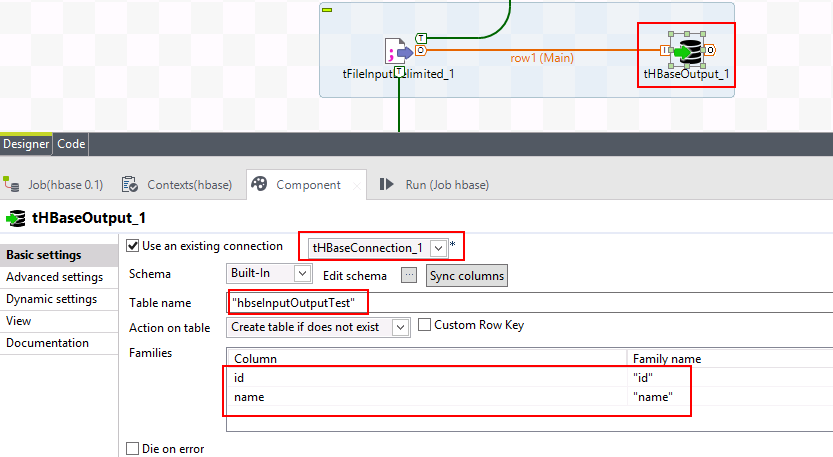 T
I O
row1 (Main)
I O
tFileInputDelimited_1
T
tHBaseOutput_1
Designer Code
Job(hbase 0.1) Contexts(hbase) Component Run (Job hbase)
tHBaseOutput_1
Basic settings
Advanced settings
Dynamic settings
View
Documentation
Use an existing connection tHBaseConnection_1 *
Schema Built-In Edit schema ... Sync columns
Table name "hbseInputOutputTest"
Action on table Create table if does not exist Custom Row Key
Families
Column Family name
id "id"
name "name"
Die on error